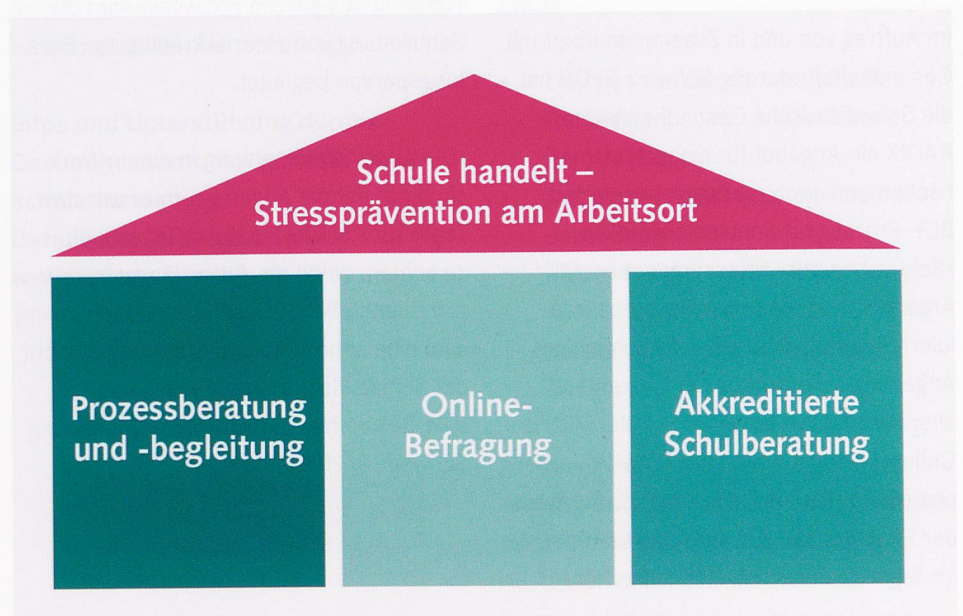 Schule handelt –
Stressprävention am Arbeitsort
Prozessberatung
und -begleitung
Online-
Befragung
Akkreditierte
Schulberatung